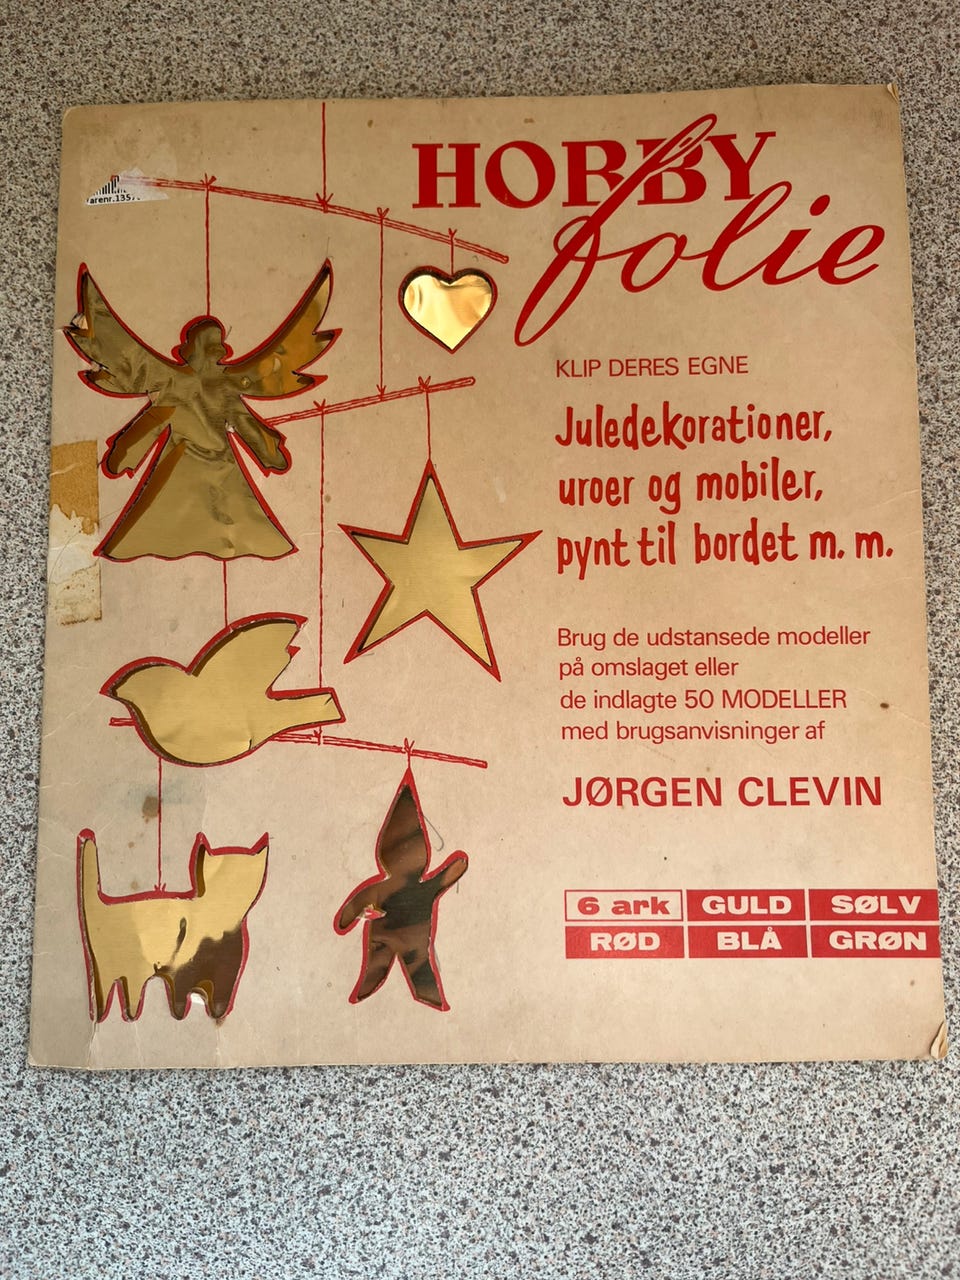 HOBBY
folie
KLIP DERES EGNE
Juledekorationer,
uroer og mobiler,
pynt til bordet m. m.
Brug de udstansede modeller
på omslaget eller
de indlagte 50 MODELLER
med brugsanvisninger af
JØRGEN CLEVIN
6 ark GULD SØLV
RØD BLÅ GRØN